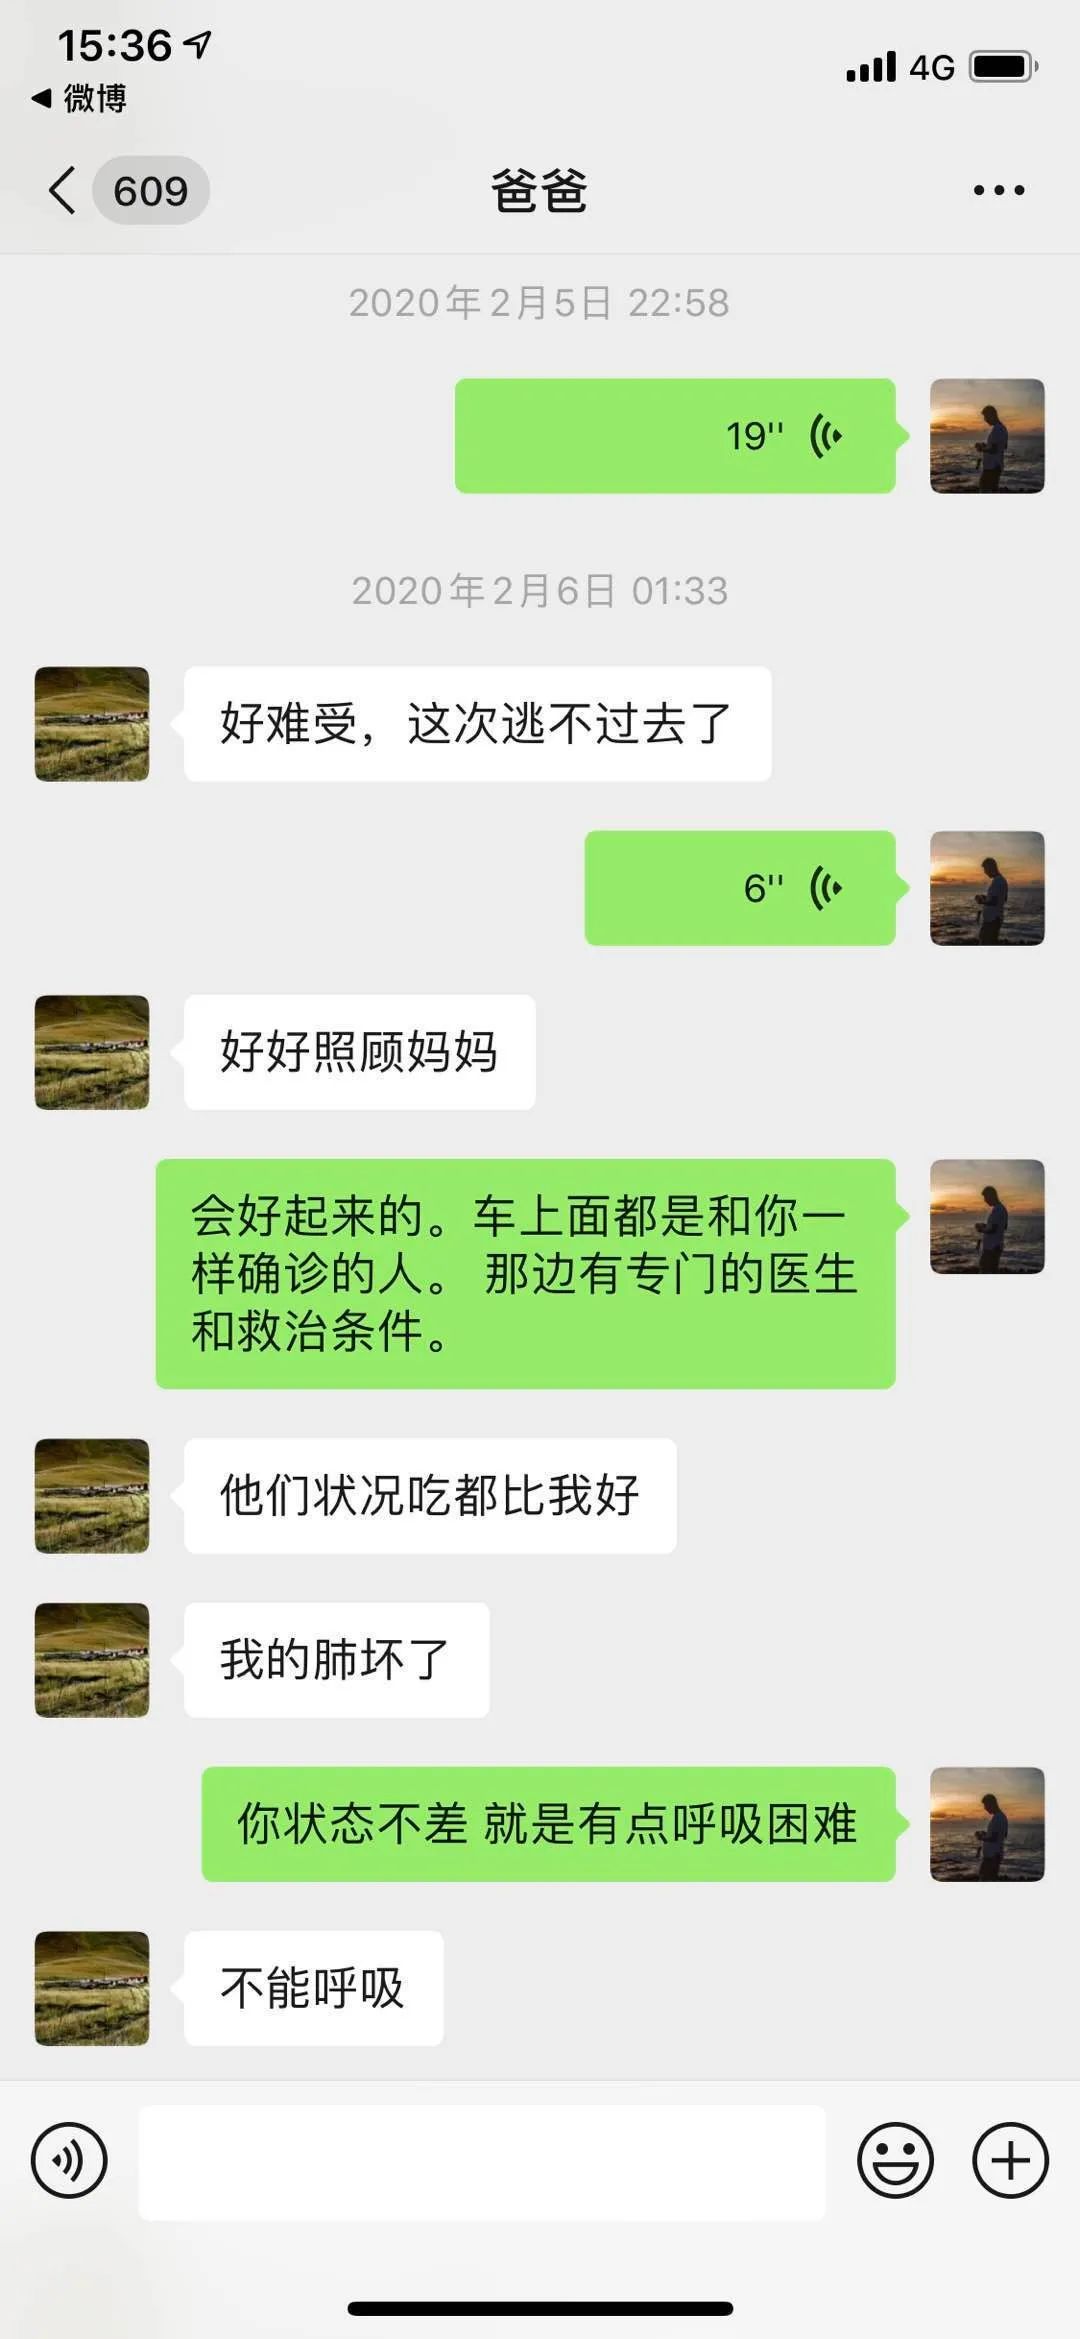 15:36
4G
微博
609
爸爸
2020年2月5日 22:58
19''
2020年2月6日 01:33
好难受，这次逃不过去了
6''
好好照顾妈妈
会好起来的。车上面都是和你一
样确诊的人。 那边有专门的医生
和救治条件。
他们状况吃都比我好
我的肺坏了
你状态不差 就是有点呼吸困难
不能呼吸